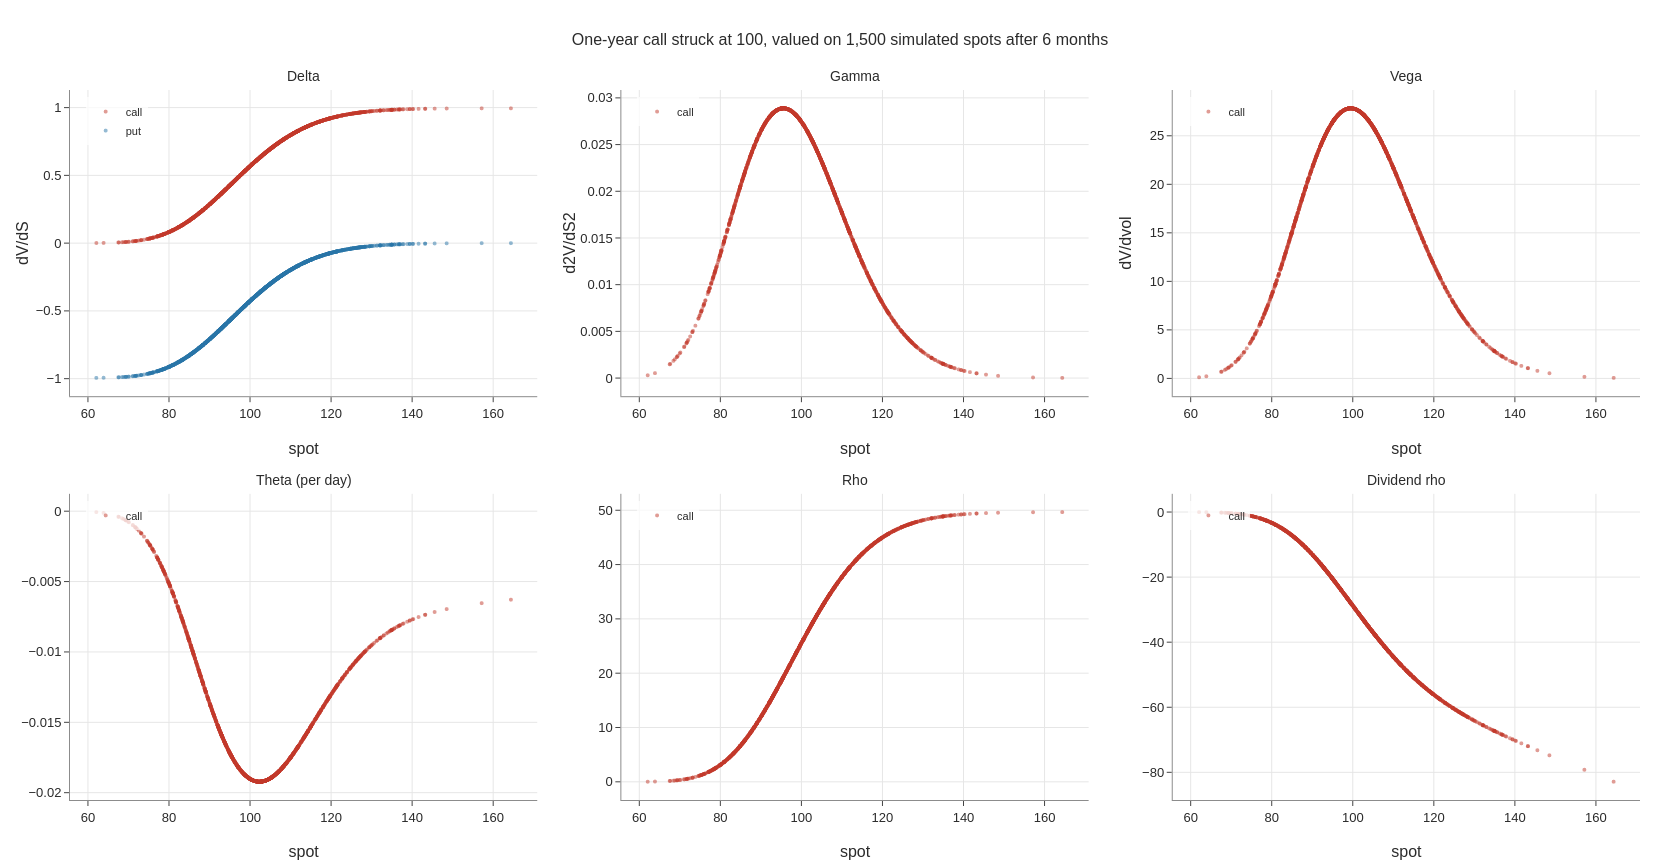 One-year call struck at 100, valued on 1,500 simulated spots after 6 months
Delta
call
put
dV/dS
1
0.5
0
−0.5
−1
60 80 100 120 140 160
spot
Gamma
call
d2V/dS2
0.03
0.025
0.02
0.015
0.01
0.005
0
60 80 100 120 140 160
spot
Vega
call
dV/dvol
25
20
15
10
5
0
60 80 100 120 140 160
spot
Theta (per day)
call
0
−0.005
−0.01
−0.015
−0.02
60 80 100 120 140 160
spot
Rho
call
50
40
30
20
10
0
60 80 100 120 140 160
spot
Dividend rho
call
0
−20
−40
−60
−80
60 80 100 120 140 160
spot